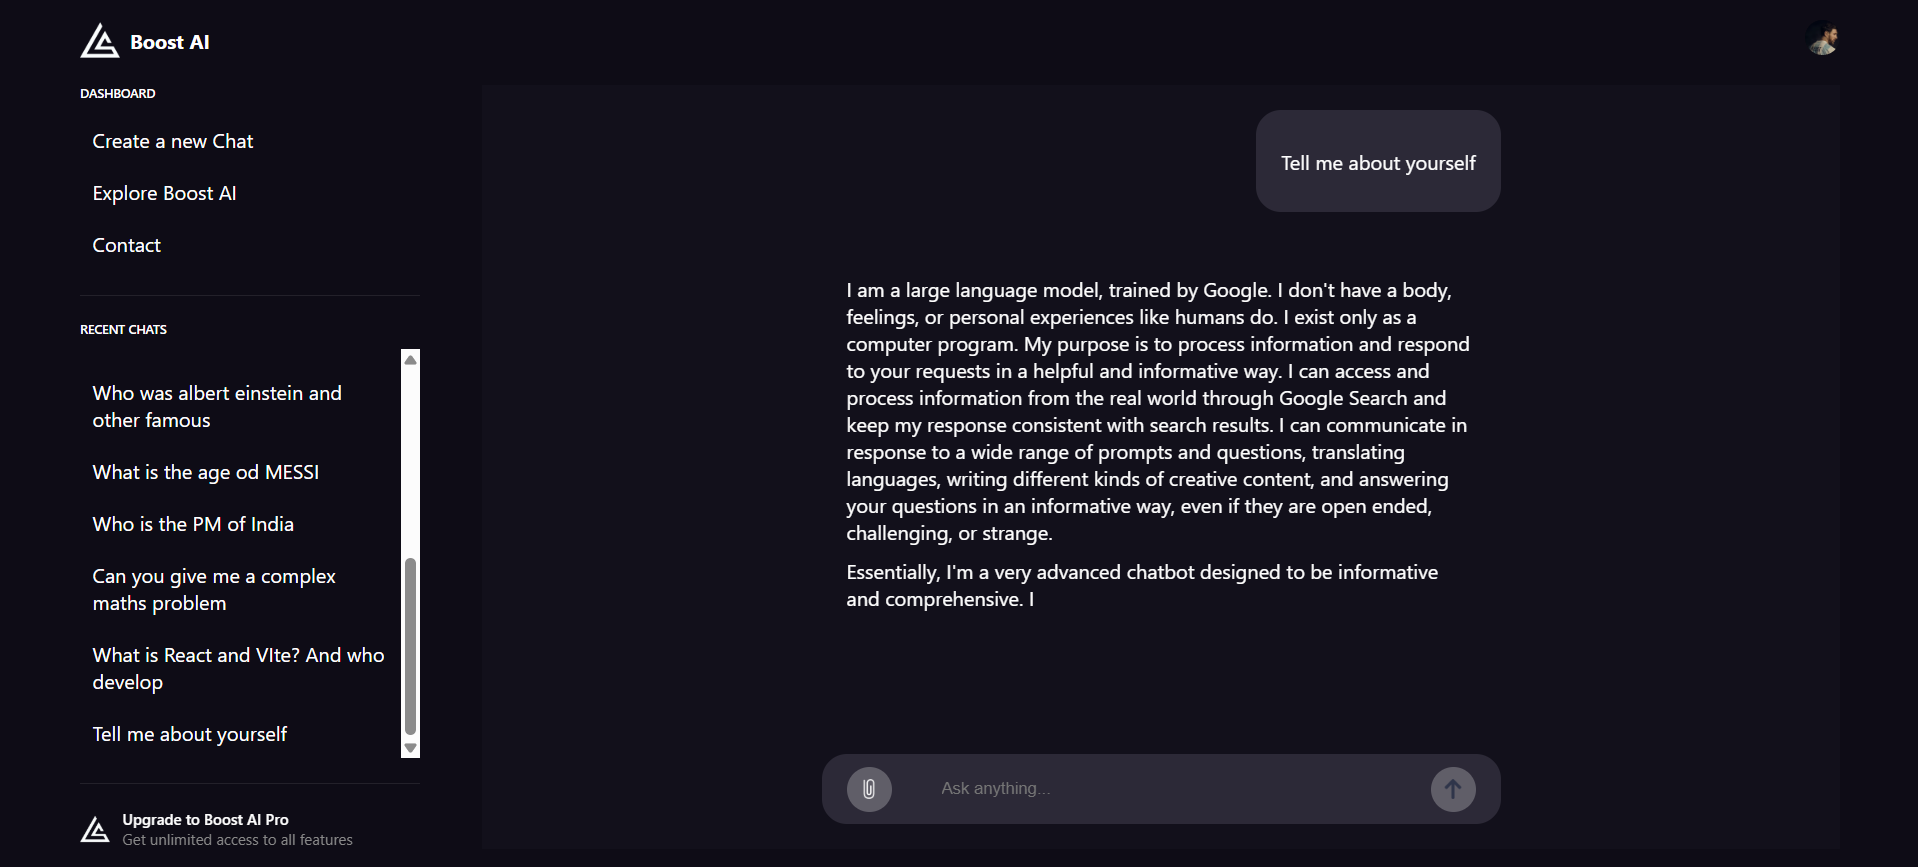 Boost AI
DASHBOARD
Create a new Chat
Explore Boost AI
Contact
RECENT CHATS
Who was albert einstein and
other famous
What is the age od MESSI
Who is the PM of India
Can you give me a complex
maths problem
What is React and VIte? And who
develop
Tell me about yourself
Upgrade to Boost AI Pro
Get unlimited access to all features
Tell me about yourself
I am a large language model, trained by Google. I don't have a body,
feelings, or personal experiences like humans do. I exist only as a
computer program. My purpose is to process information and respond
to your requests in a helpful and informative way. I can access and
process information from the real world through Google Search and
keep my response consistent with search results. I can communicate in
response to a wide range of prompts and questions, translating
languages, writing different kinds of creative content, and answering
your questions in an informative way, even if they are open ended,
challenging, or strange.
Essentially, I'm a very advanced chatbot designed to be informative
and comprehensive. I
Ask anything...